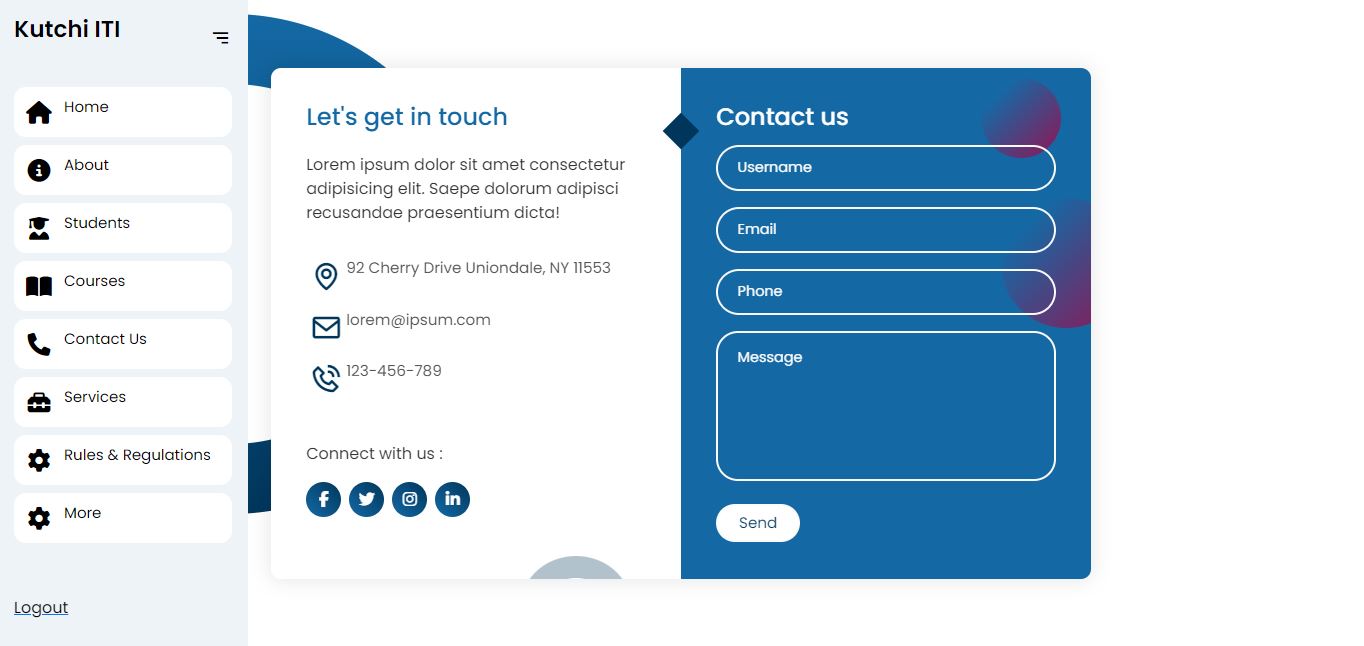 Kutchi ITI
Home
About
Students
Courses
Contact Us
Services
Rules & Regulations
More
Logout
Let's get in touch
Lorem ipsum dolor sit amet consectetur
adipisicing elit. Saepe dolorum adipisci
recusandae praesentium dicta!
92 Cherry Drive Uniondale, NY 11553
lorem@ipsum.com
123-456-789
Connect with us :
Contact us
Username
Email
Phone
Message
Send